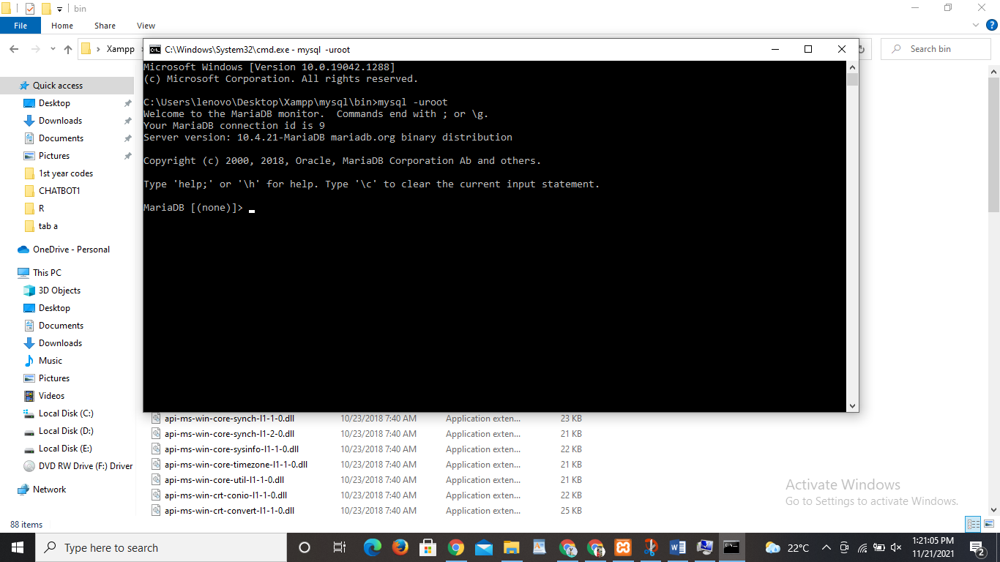 bin
File
Home
Share
View
Xampp
Search bin
C:\Windows\System32\cmd.exe - mysql -uroot
Microsoft Windows [Version 10.0.19042.1288]
(c) Microsoft Corporation. All rights reserved.
C:\Users\lenovo\Desktop\Xampp\mysql\bin>mysql -uroot
Welcome to the MariaDB monitor.  Commands end with ; or \g.
Your MariaDB connection id is 9
Server version: 10.4.21-MariaDB mariadb.org binary distribution
Copyright (c) 2000, 2018, Oracle, MariaDB Corporation Ab and others.
Type 'help;' or '\h' for help. Type '\c' to clear the current input statement.
MariaDB [(none)]>
Quick access
Desktop
Downloads
Documents
Pictures
1st year codes
CHATBOT1
R
tab a
OneDrive - Personal
This PC
3D Objects
Desktop
Documents
Downloads
Music
Pictures
Videos
Local Disk (C:)
Local Disk (D:)
Local Disk (E:)
DVD RW Drive (F:) Driver
Network
api-ms-win-core-synch-l1-1-0.dll 10/23/2018 7:40 AM Application exten... 23 KB
api-ms-win-core-synch-l1-2-0.dll 10/23/2018 7:40 AM Application exten... 21 KB
api-ms-win-core-sysinfo-l1-1-0.dll 10/23/2018 7:40 AM Application exten... 22 KB
api-ms-win-core-timezone-l1-1-0.dll 10/23/2018 7:40 AM Application exten... 21 KB
api-ms-win-core-util-l1-1-0.dll 10/23/2018 7:40 AM Application exten... 21 KB
api-ms-win-crt-conio-l1-1-0.dll 10/23/2018 7:40 AM Application exten... 22 KB
api-ms-win-crt-convert-l1-1-0.dll 10/23/2018 7:40 AM Application exten... 25 KB
Activate Windows
Go to Settings to activate Windows.
88 items
Type here to search
22°C
1:21:05 PM
11/21/2021
2